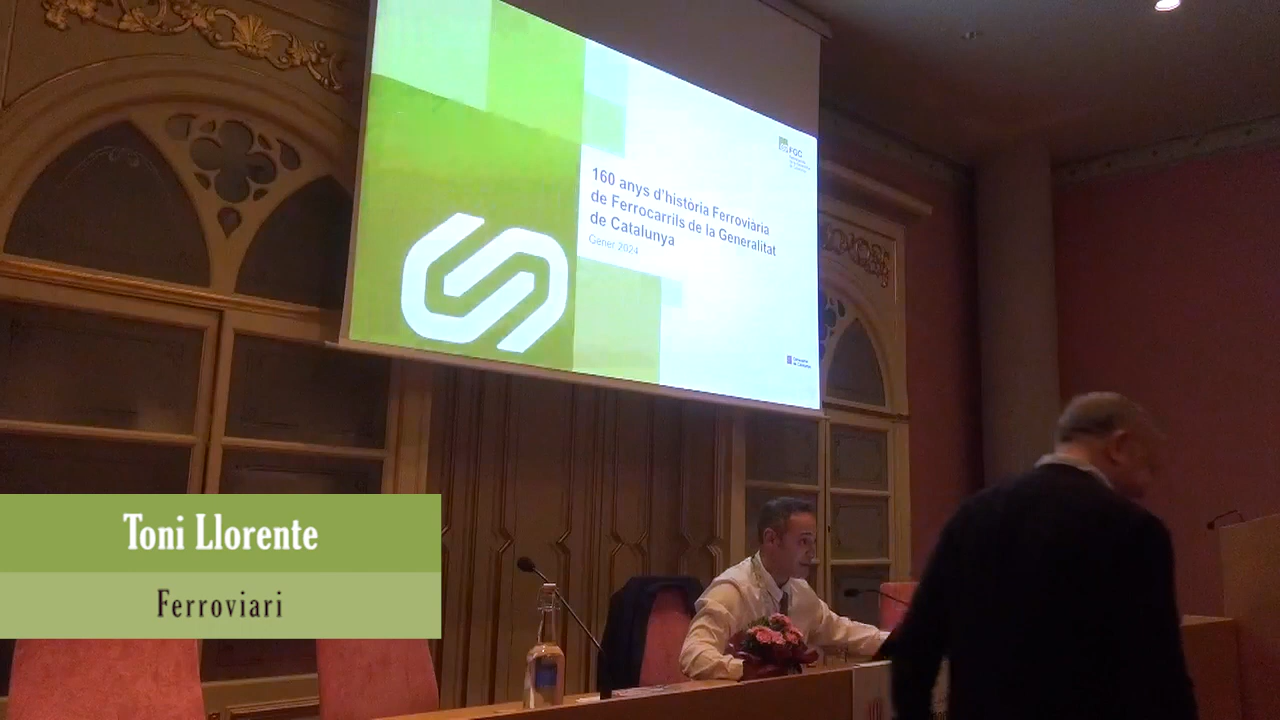 FGC
160 anys d'història Ferroviària
de Ferrocarrils de la Generalitat
de Catalunya
Gener 2024
Toni Llorente
Ferroviari